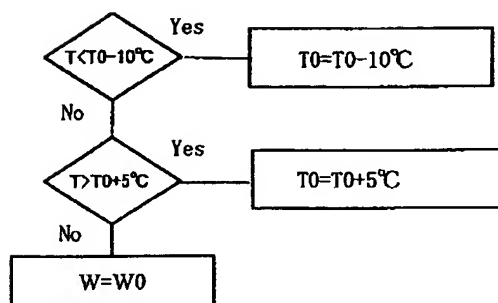 Yes
T<T0-10℃
T0=T0-10℃
No
Yes
T>T0+5℃
T0=T0+5℃
No
W=W0